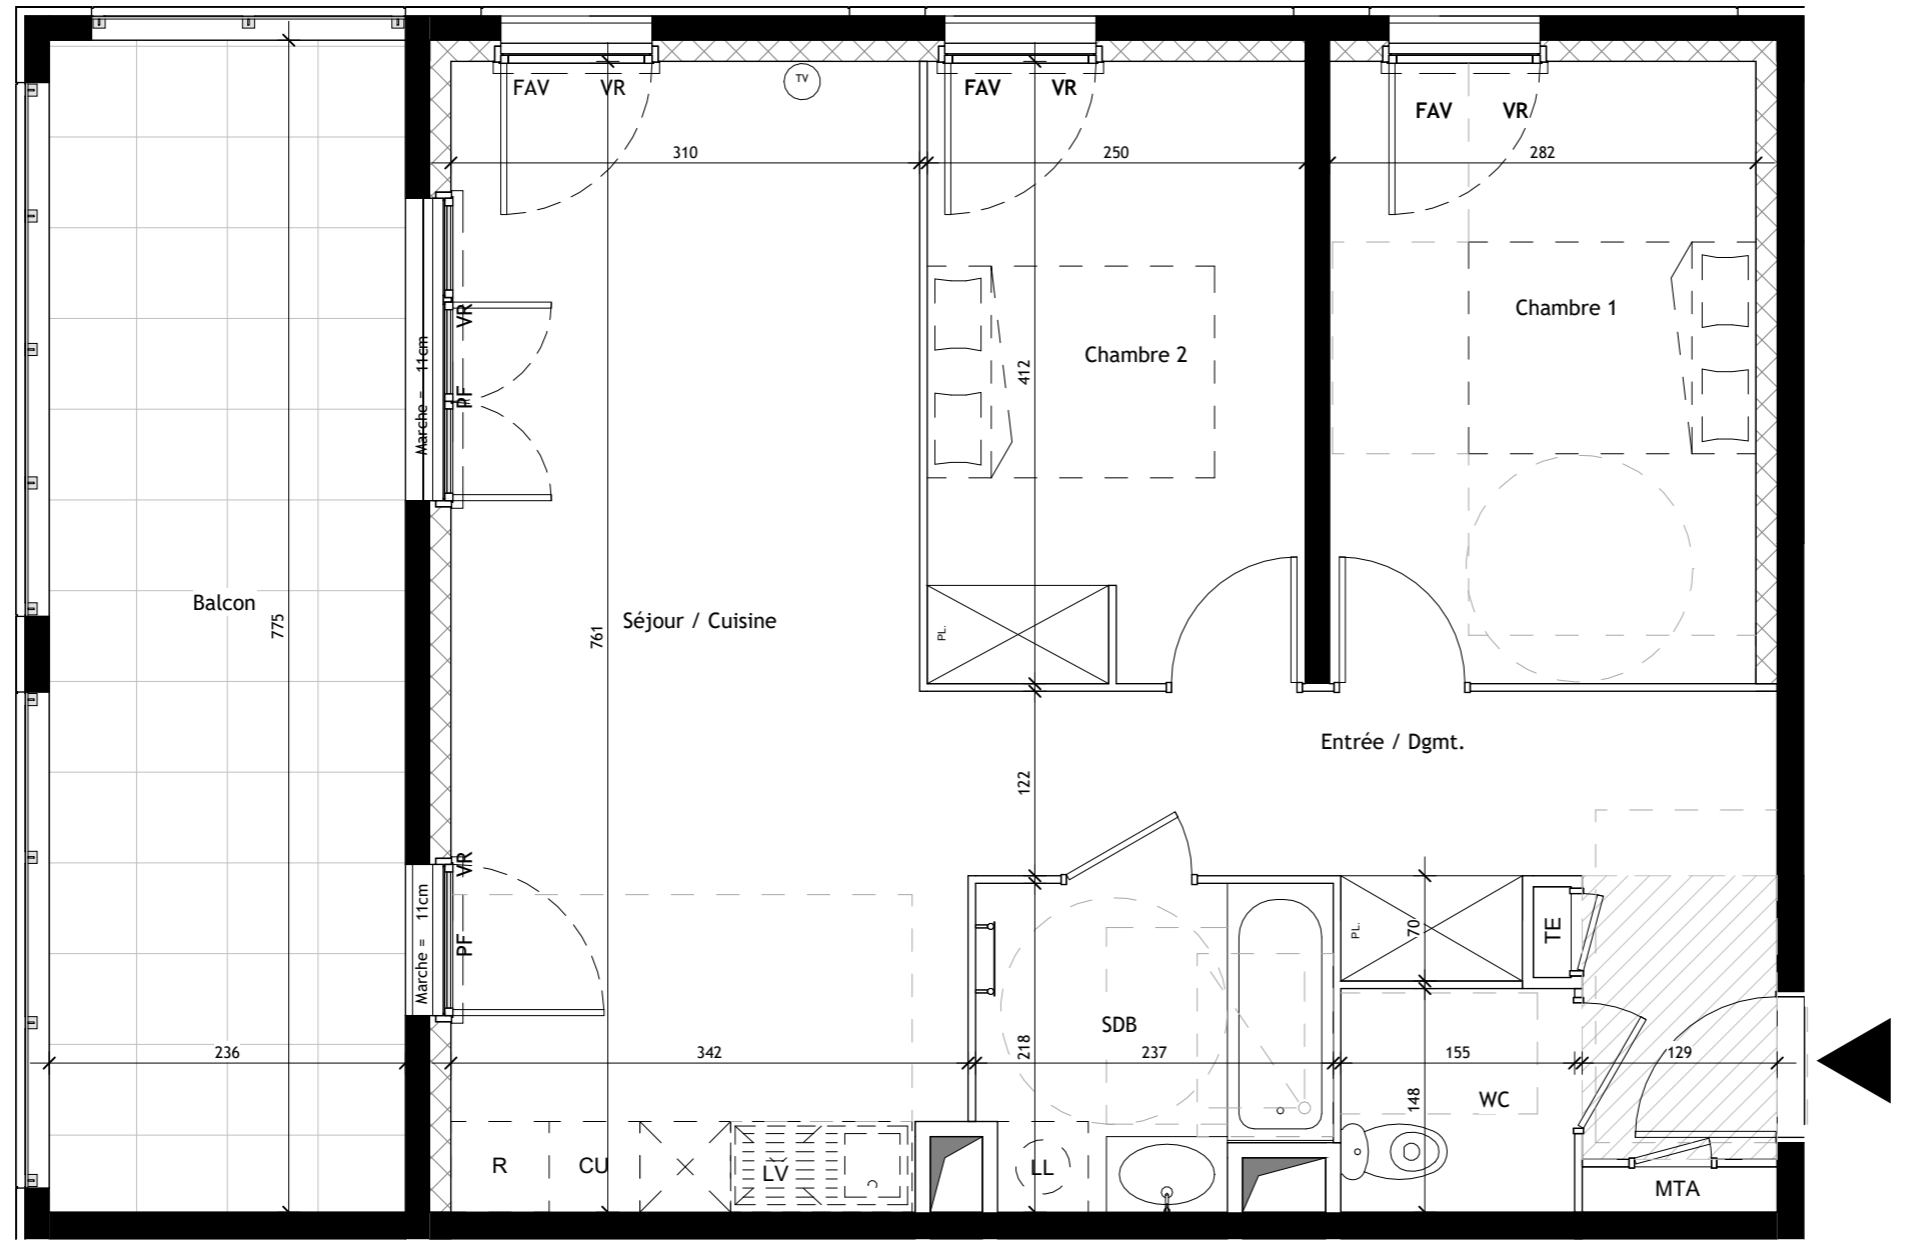 TV
FAV VR
FAV VR
FAV VR
310
250
282
VR
Marche = 11cm
PF
Chambre 1
Chambre 2
412
Balcon
775
Séjour / Cuisine
761
PL.
Entrée / Dgmt.
122
VR
Marche = 11cm
PF
PL.
70
TE
SDB
236
342
218
237
155
129
148
WC
R
CU
LV
LL
MTA